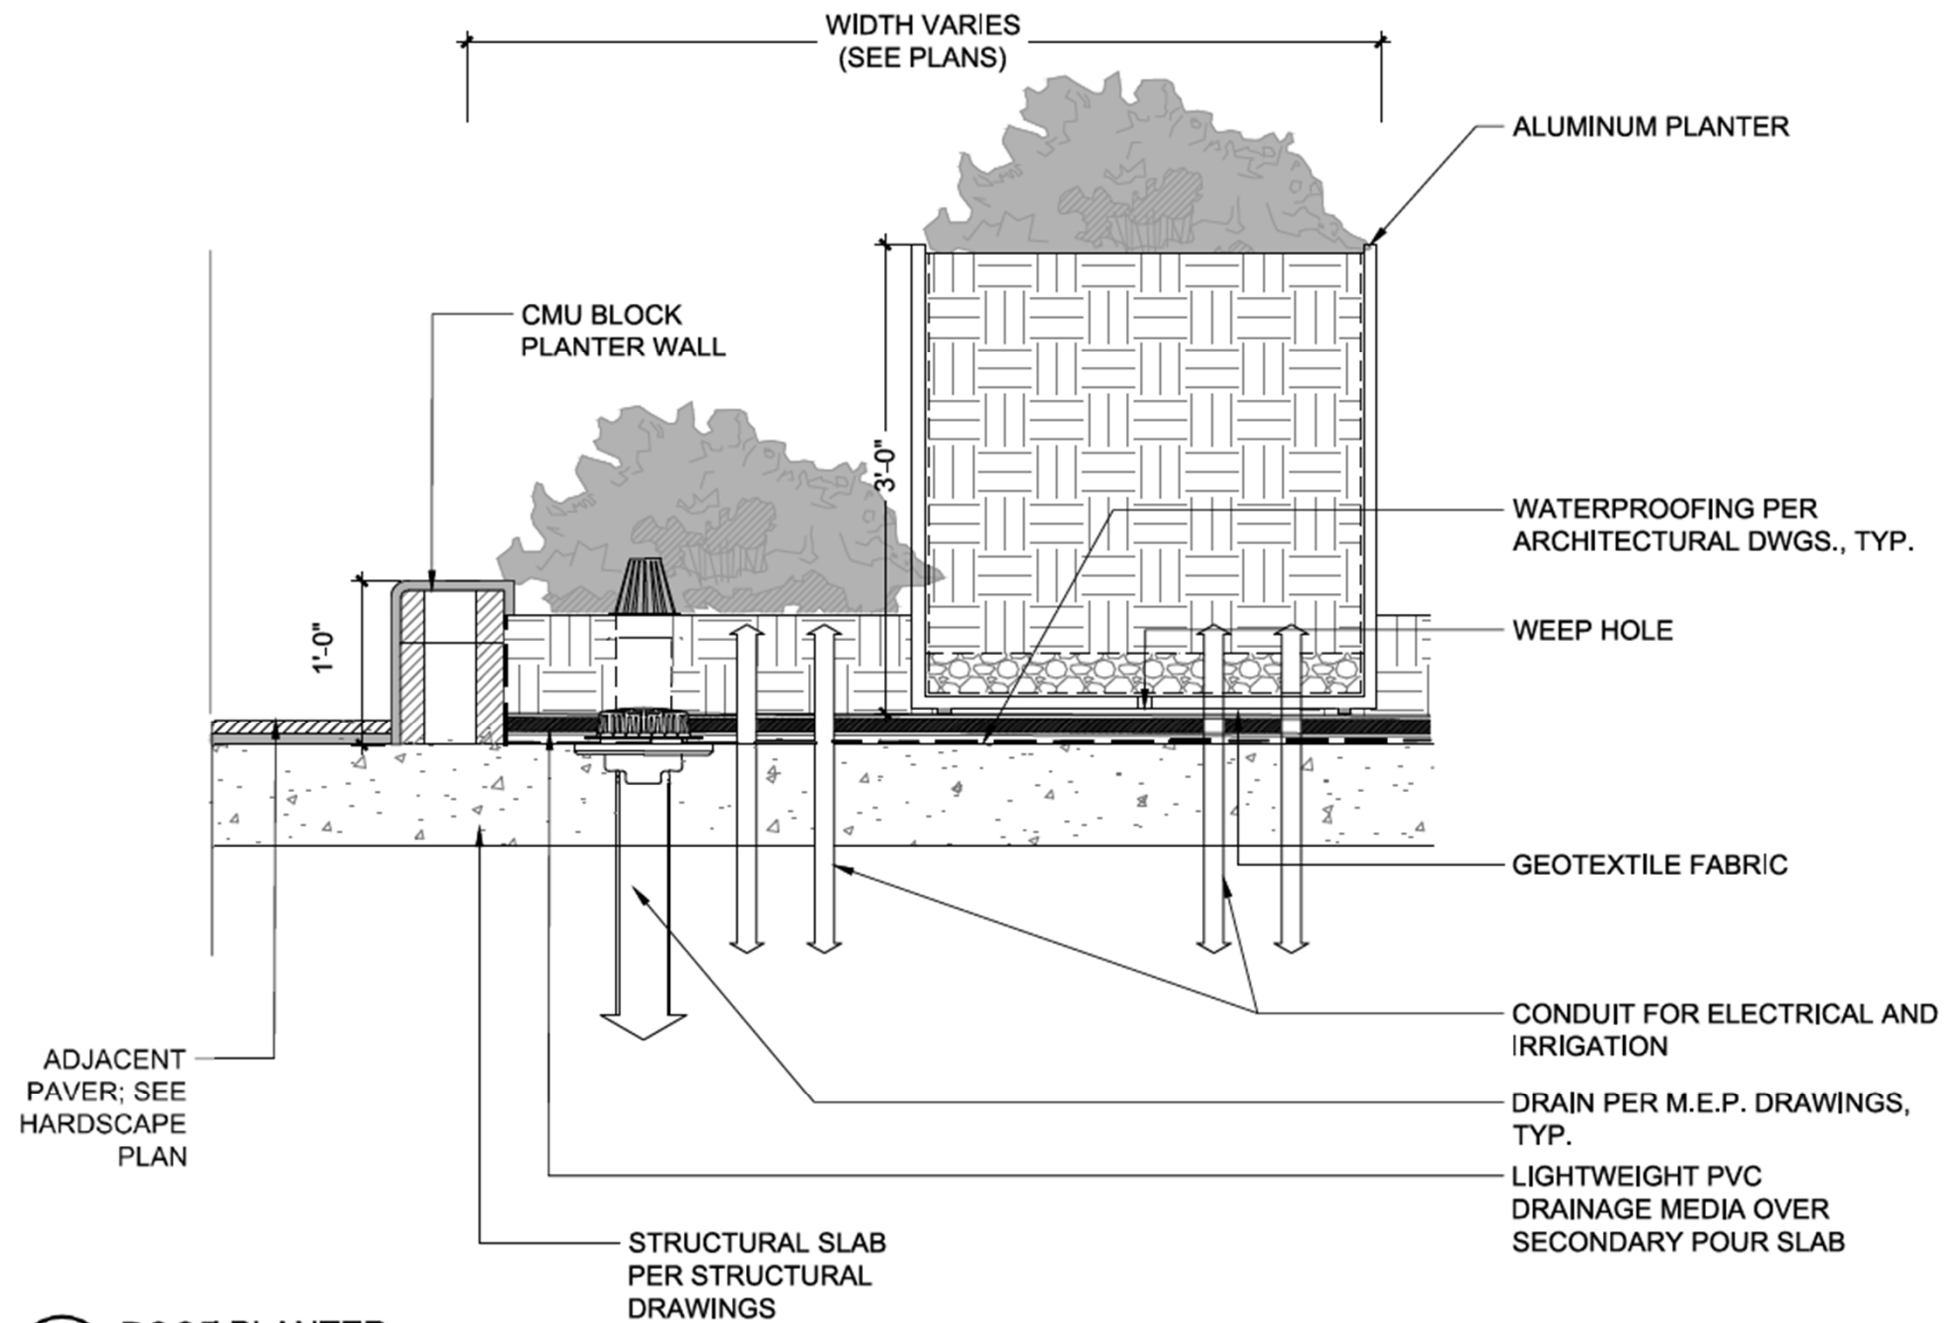 WIDTH VARIES
(SEE PLANS)
ALUMINUM PLANTER
CMU BLOCK
PLANTER WALL
3'-0"
WATERPROOFING PER
ARCHITECTURAL DWGS., TYP.
1'-0"
WEEP HOLE
GEOTEXTILE FABRIC
CONDUIT FOR ELECTRICAL AND
IRRIGATION
ADJACENT
PAVER; SEE
HARDSCAPE
PLAN
DRAIN PER M.E.P. DRAWINGS,
TYP.
LIGHTWEIGHT PVC
DRAINAGE MEDIA OVER
SECONDARY POUR SLAB
STRUCTURAL SLAB
PER STRUCTURAL
DRAWINGS
ROOF PLANTER